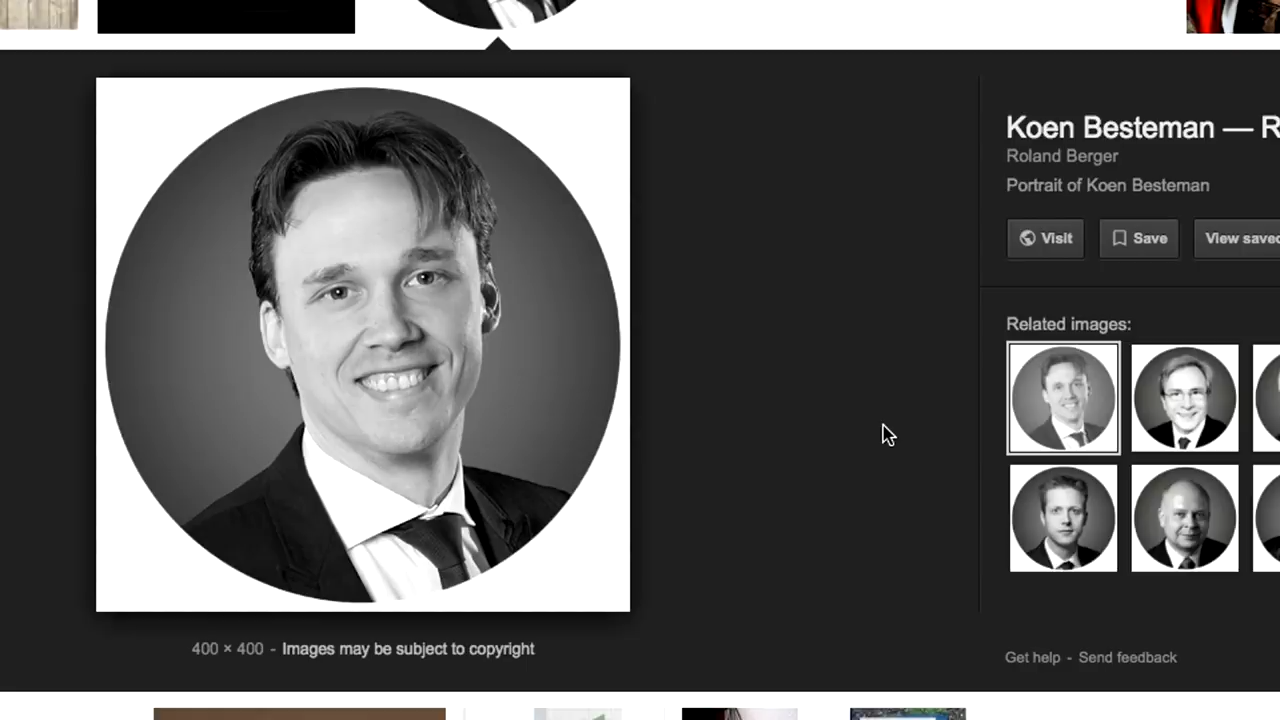 Koen Besteman — R
Roland Berger
Portrait of Koen Besteman
Visit
Save
View saved
Related images:
400 × 400 - Images may be subject to copyright
Get help - Send feedback